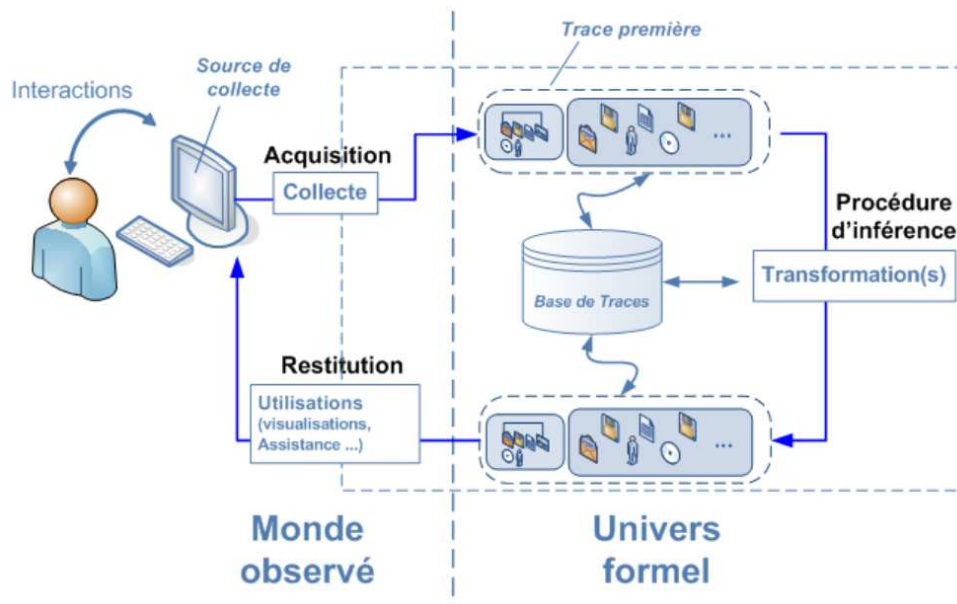 Trace première
Source de
collecte
Interactions
Acquisition
Collecte
...
Procédure
d'inférence
Transformation(s)
Base de Traces
Restitution
Utilisations
(visualisations,
Assistance ...)
...
Monde
observé
Univers
formel